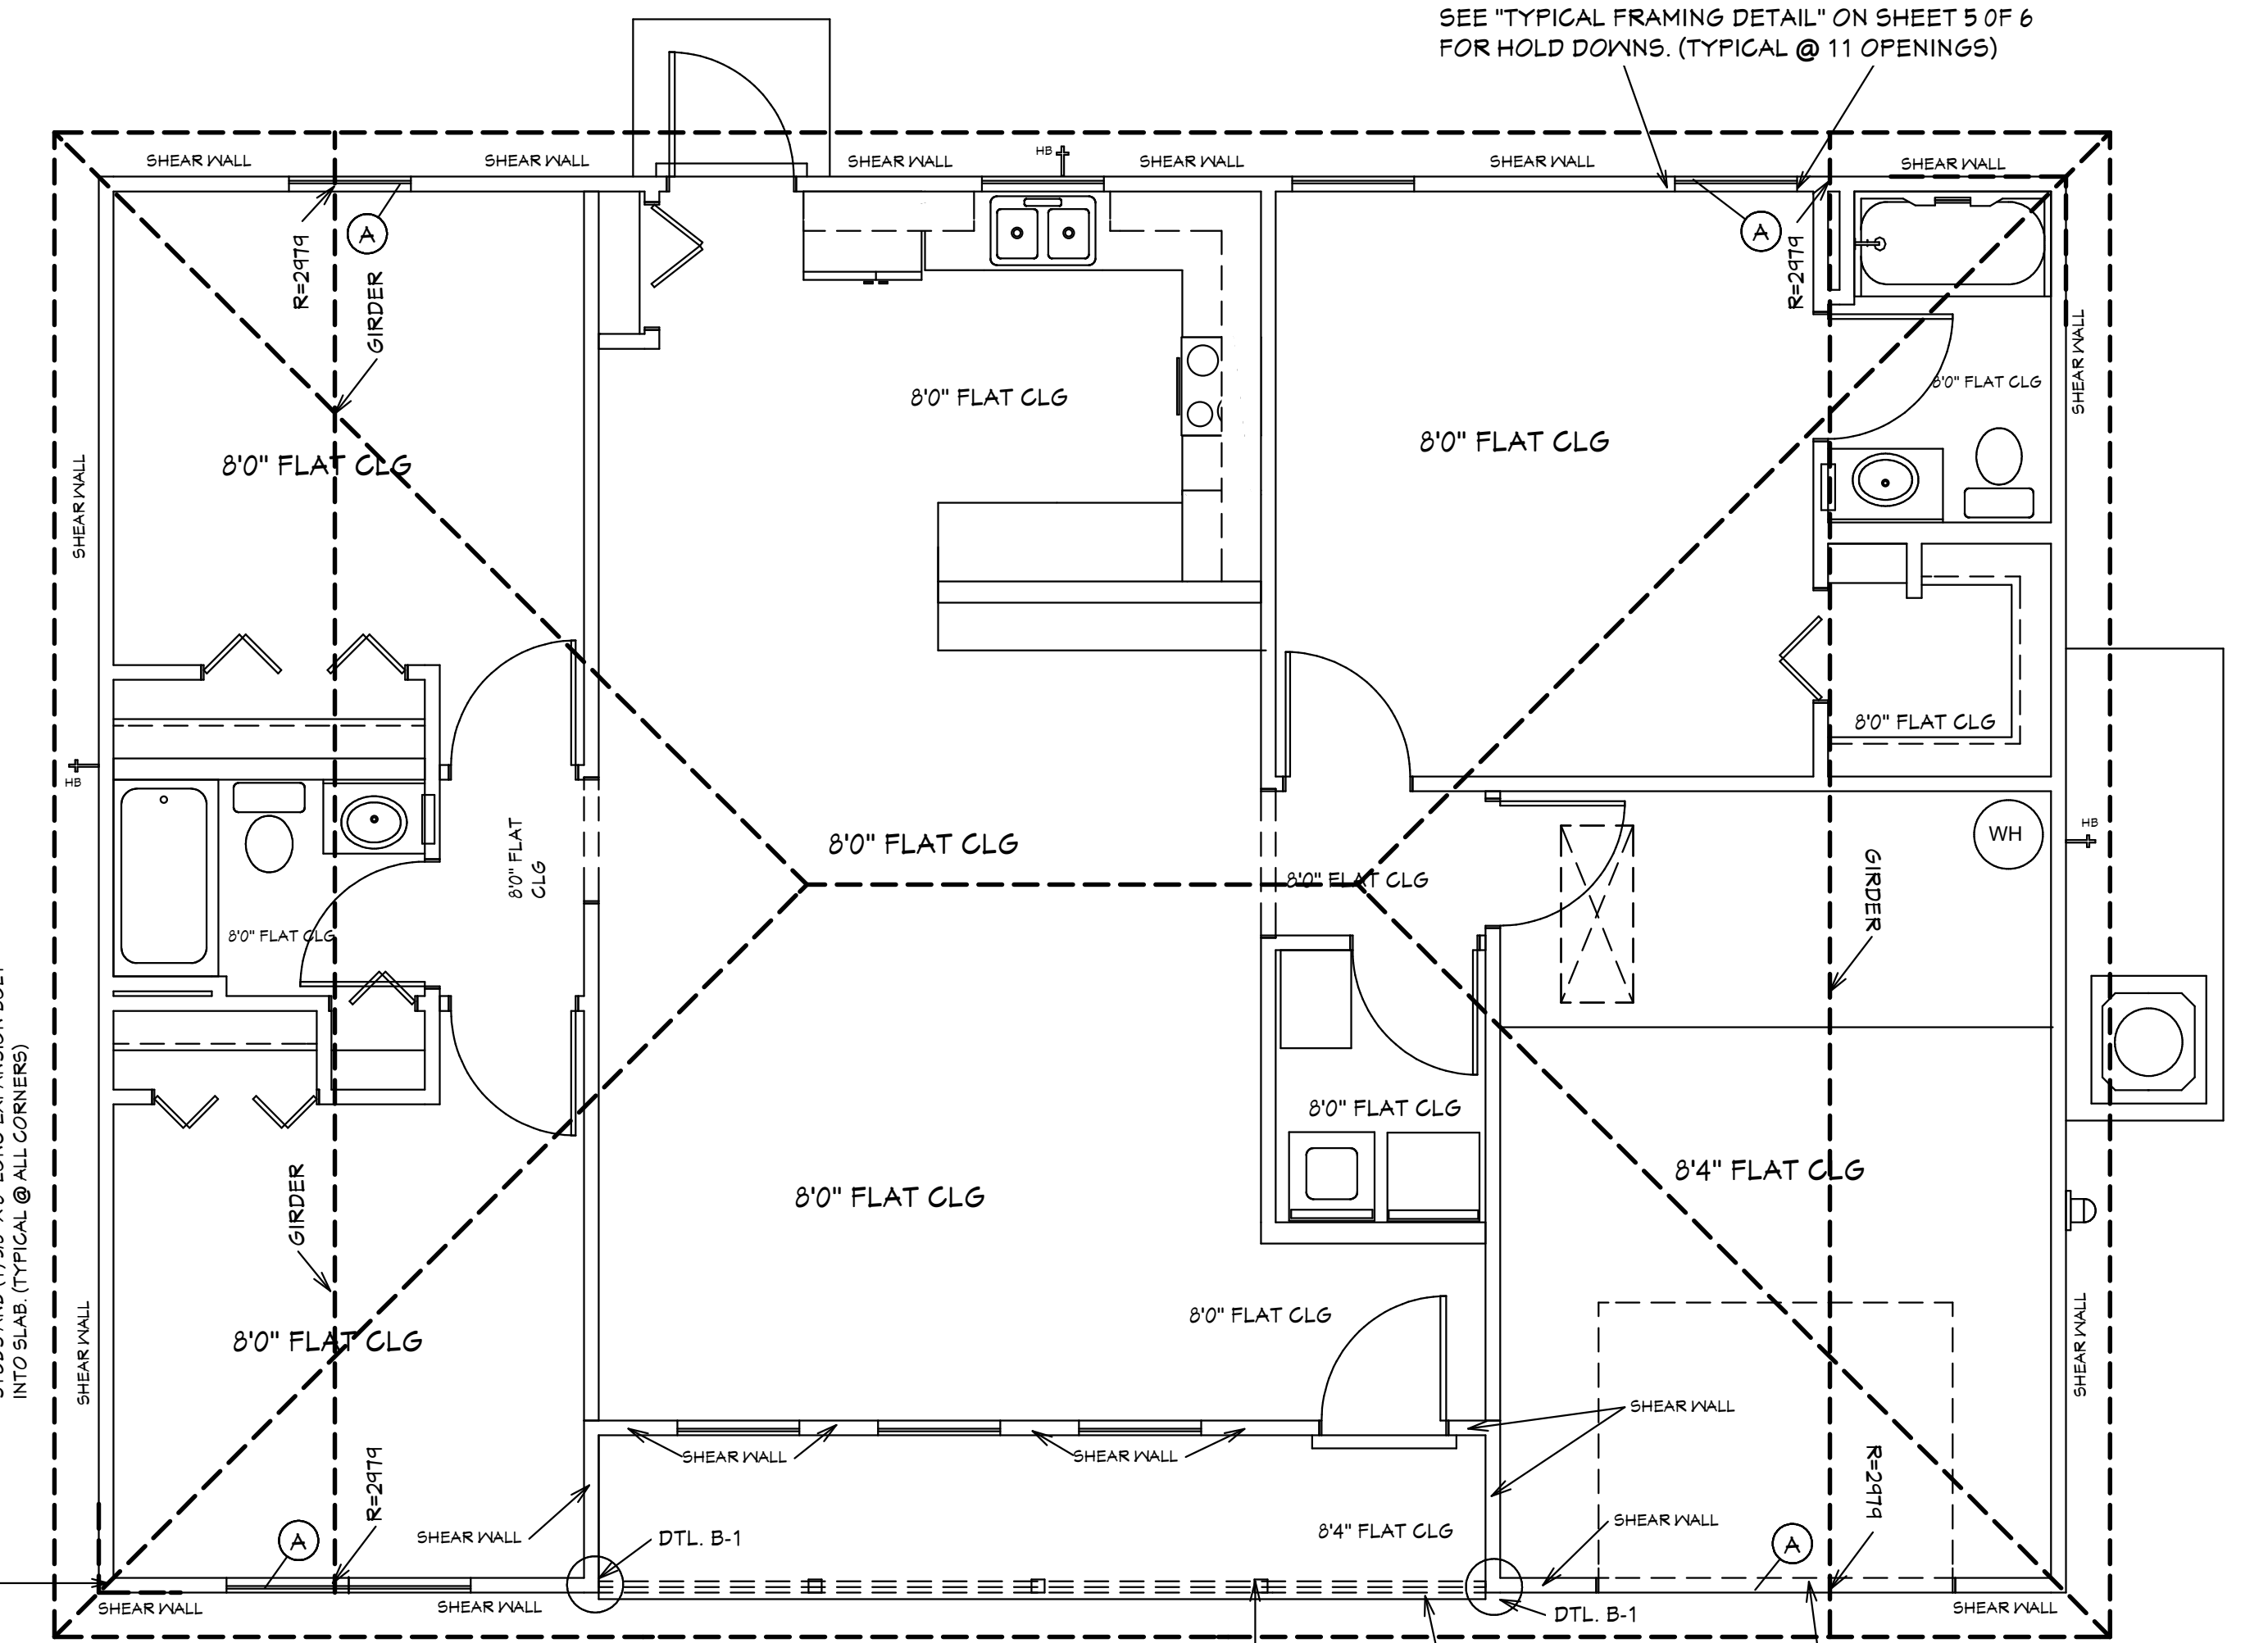 SEE "TYPICAL FRAMING DETAIL" ON SHEET 5 OF 6
FOR HOLD DOWNS. (TYPICAL @ 11 OPENINGS)
SHEAR WALL
SHEAR WALL
SHEAR WALL
HB
SHEAR WALL
SHEAR WALL
SHEAR WALL
A
A
R=2979
R=2979
GIRDER
SHEAR WALL
8'0" FLAT CLG
8'0" FLAT CLG
8'0" FLAT CLG
8'0" FLAT CLG
SHEAR WALL
8'0" FLAT CLG
HB
HB
WH
8'0" FLAT
CLG
8'0" FLAT CLG
8'0" FLAT CLG
GIRDER
8'0" FLAT CLG
INTO SLAB. (TYPICAL @ ALL CORNERS)
8'0" FLAT CLG
8'4" FLAT CLG
8'0" FLAT CLG
GIRDER
8'0" FLAT CLG
8'0" FLAT CLG
SHEAR WALL
SHEAR WALL
SHEAR WALL
SHEAR WALL
SHEAR WALL
R=2979
R=2979
SHEAR WALL
8'4" FLAT CLG
SHEAR WALL
A
DTL. B-1
A
SHEAR WALL
SHEAR WALL
DTL. B-1
SHEAR WALL